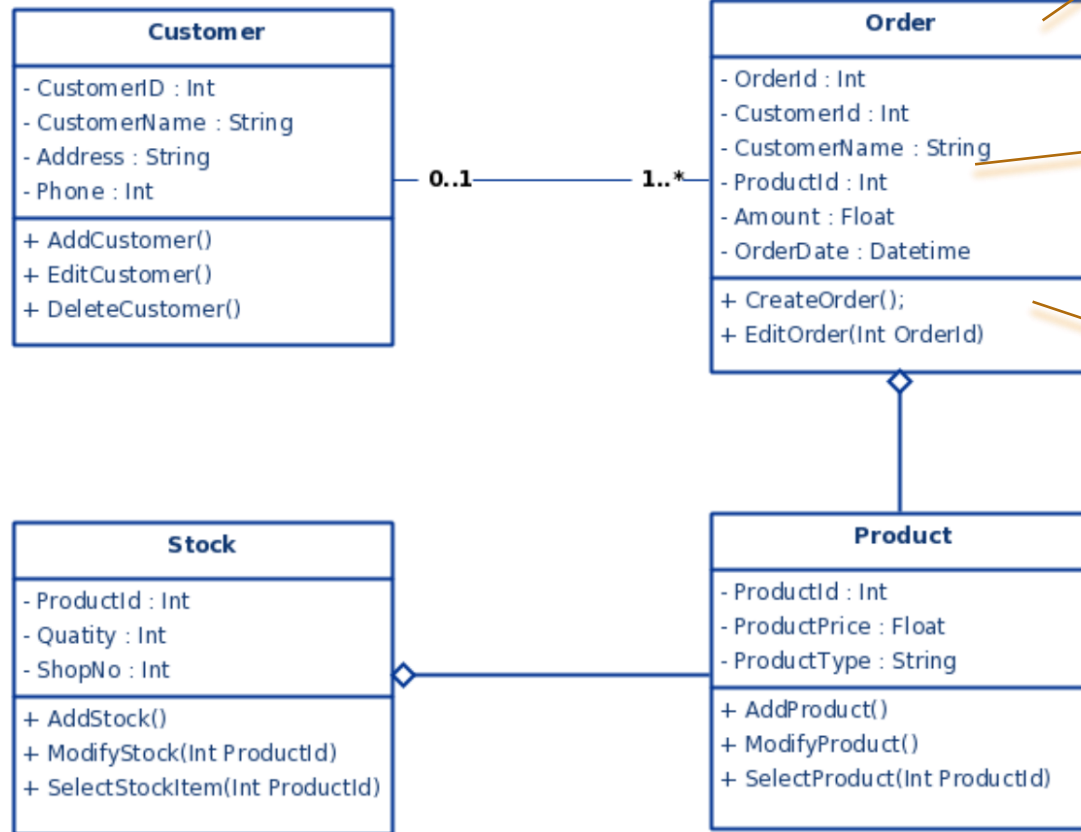 Customer
- CustomerID : Int
- CustomerName : String
- Address : String
- Phone : Int
+ AddCustomer()
+ EditCustomer()
+ DeleteCustomer()
0..1
1..*
Order
- OrderId : Int
- CustomerId : Int
- CustomerName : String
- ProductId : Int
- Amount : Float
- OrderDate : Datetime
+ CreateOrder();
+ EditOrder(Int OrderId)
Stock
- ProductId : Int
- Quatity : Int
- ShopNo : Int
+ AddStock()
+ ModifyStock(Int ProductId)
+ SelectStockItem(Int ProductId)
Product
- ProductId : Int
- ProductPrice : Float
- ProductType : String
+ AddProduct()
+ ModifyProduct()
+ SelectProduct(Int ProductId)